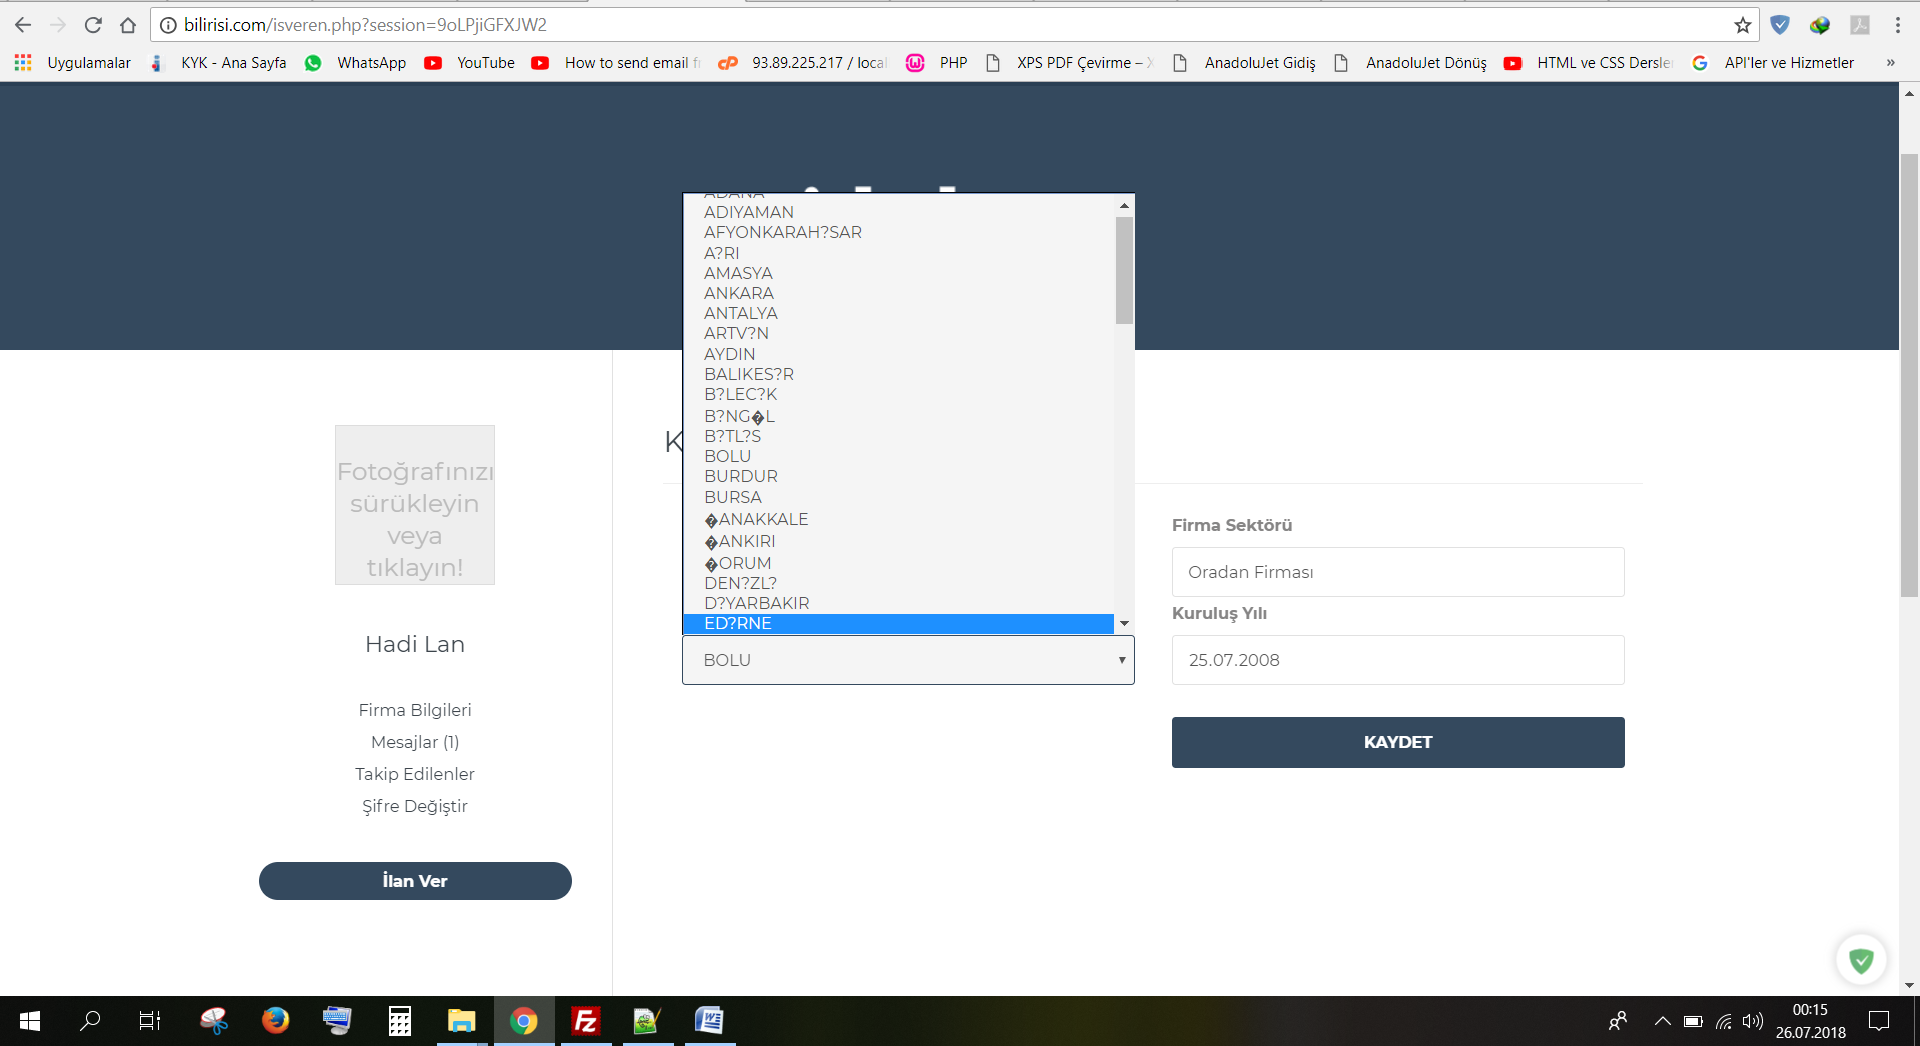 bilirisi.com/isveren.php?session=9oLPjiGFXJW2
Uygulamalar
KYK - Ana Sayfa
WhatsApp
YouTube
How to send email f
93.89.225.217 / local
PHP
XPS PDF Çevirme –
AnadoluJet Gidiş
AnadoluJet Dönüş
HTML ve CSS Dersle
API'ler ve Hizmetler
»
ADANA
ADIYAMAN
AFYONKARAH?SAR
A?RI
AMASYA
ANKARA
ANTALYA
ARTV?N
AYDIN
BALIKES?R
B?LEC?K
B?NG�L
B?TL?S
BOLU
BURDUR
BURSA
�ANAKKALE
�ANKIRI
�ORUM
DEN?ZL?
D?YARBAKIR
ED?RNE
BOLU
K
Fotoğrafınızı
sürükleyin
veya
tıklayın!
Hadi Lan
Firma Bilgileri
Mesajlar (1)
Takip Edilenler
Şifre Değiştir
İlan Ver
Firma Sektörü
Oradan Firması
Kuruluş Yılı
25.07.2008
KAYDET
00:15
26.07.2018